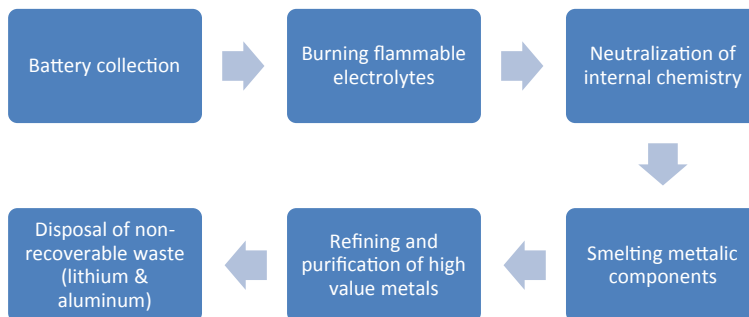 Battery collection
Burning flammable
electrolytes
Neutralization of
internal chemistry
Smelting mettalic
components
Refining and
purification of high
value metals
Disposal of non-
recoverable waste
(lithium &
aluminum)